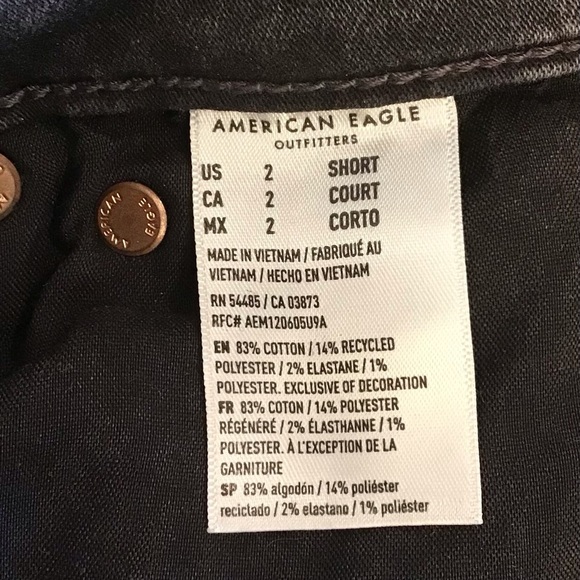 AMERICAN EAGLE
OUTFITTERS
US 2 SHORT
CA 2 COURT
MX 2 CORTO
MADE IN VIETNAM / FABRIQUÉ AU
VIETNAM / HECHO EN VIETNAM
RN 54485 / CA 03873
RFC# AEM120605U9A
EN 83% COTTON / 14% RECYCLED
POLYESTER / 2% ELASTANE / 1%
POLYESTER. EXCLUSIVE OF DECORATION
FR 83% COTON / 14% POLYESTER
RÉGÉNÉRÉ / 2% ÉLASTHANNE / 1%
POLYESTER. À L'EXCEPTION DE LA
GARNITURE
SP 83% algodón / 14% poliéster
reciclado / 2% elastano / 1% poliéster
AMERICAN EAGLE